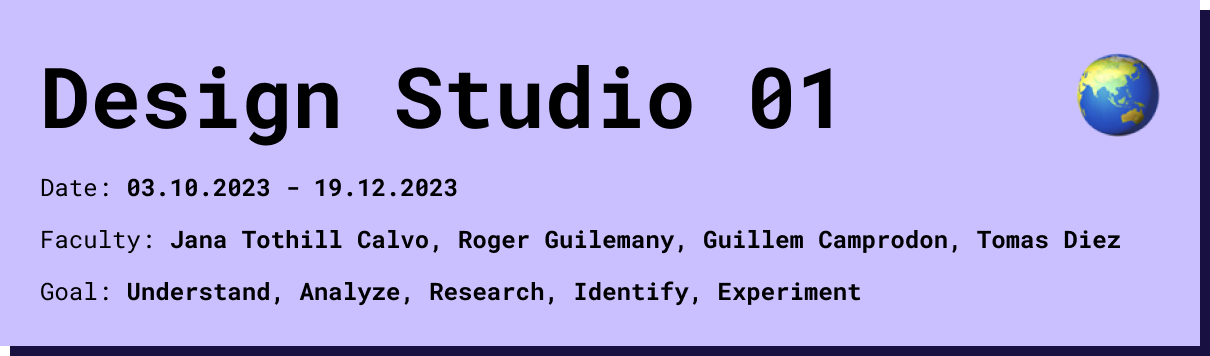 Design Studio 01
Date: 03.10.2023 - 19.12.2023
Faculty: Jana Tothill Calvo, Roger Guilemany, Guillem Camprodon, Tomas Diez
Goal: Understand, Analyze, Research, Identify, Experiment